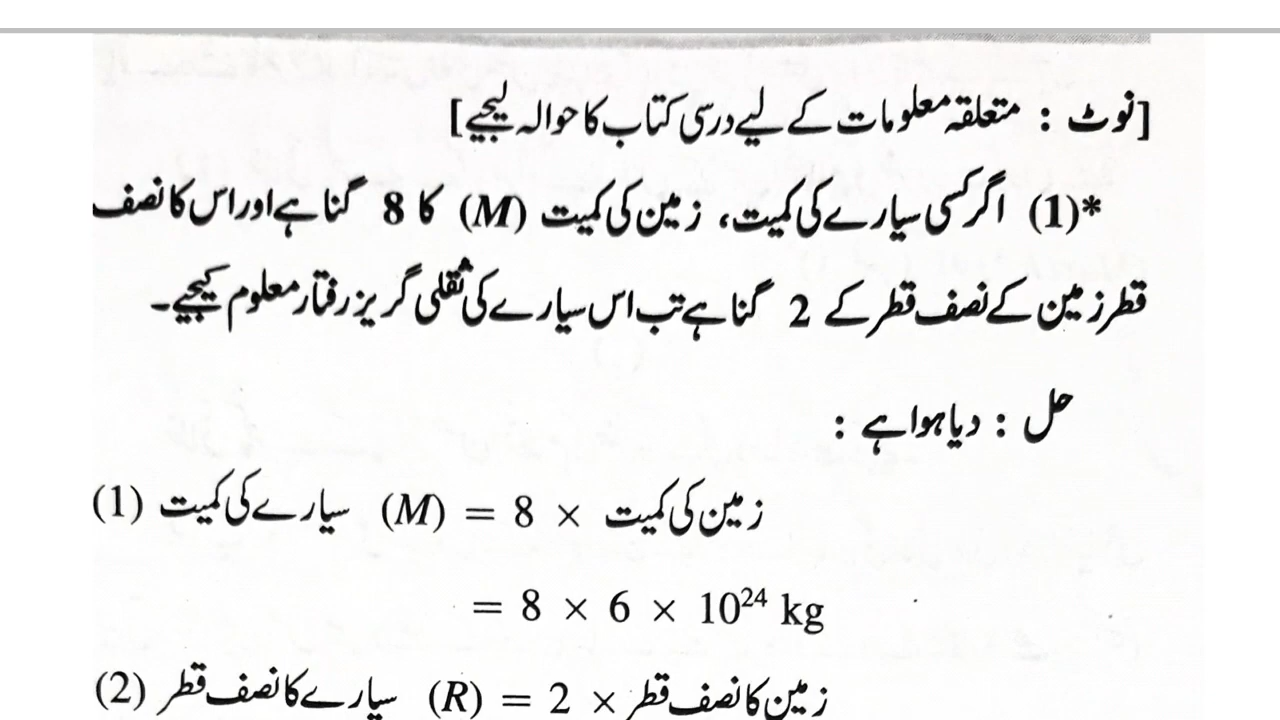 [نوٹ : متعلقہ معلومات کے لیے درسی کتاب کا حوالہ لیجیے]
*(1) اگر کسی سیارے کی کمیت، زمین کی کمیت (M) کا 8 گنا ہے اور اس کا نصف
قطر زمین کے نصف قطر کے 2 گنا ہے تب اس سیارے کی ثقلی گریز رفتار معلوم کیجیے۔
حل : دیا ہوا ہے :
(1) سیارے کی کمیت (M) = 8 × زمین کی کمیت
= 8 × 6 × 10²⁴ kg
(2) سیارے کا نصف قطر (R) = 2 × زمین کا نصف قطر